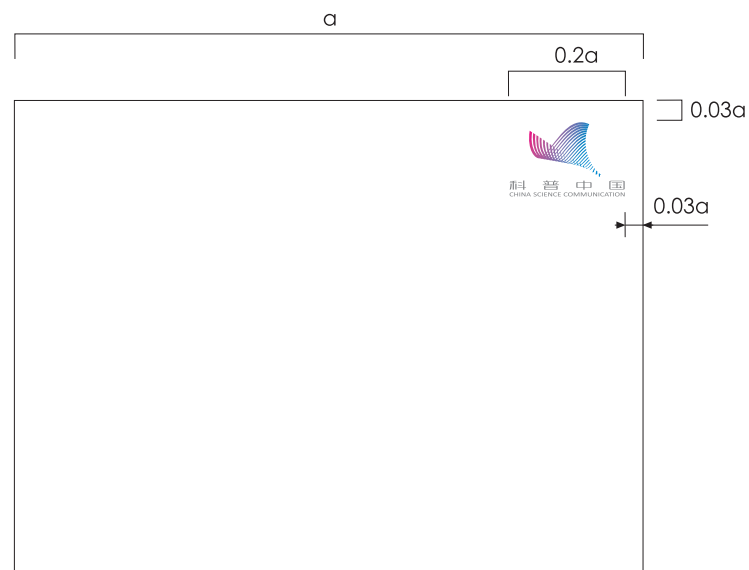 a
0.2a
0.03a
科普中国
CHINA SCIENCE COMMUNICATION
0.03a